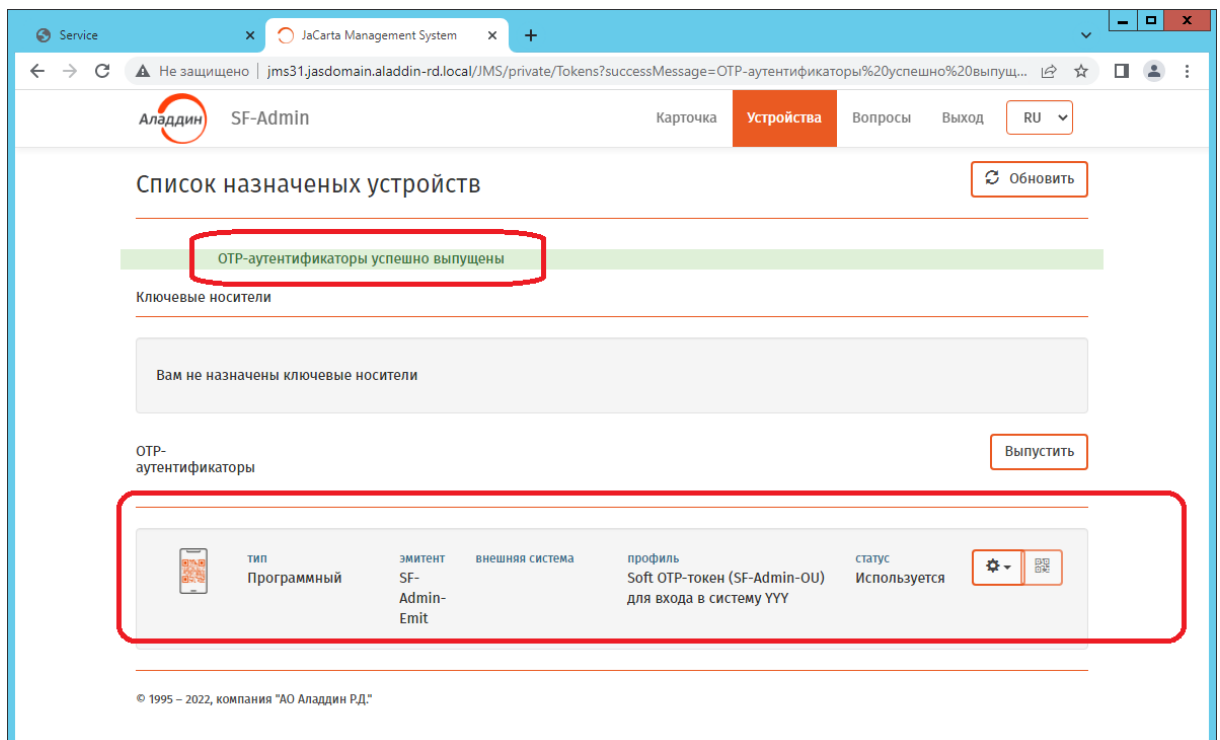 Service
JaCarta Management System
Не защищено | jms31.jasdomain.aladdin-rd.local/JMS/private/Tokens?successMessage=OTP-аутентификаторы%20успешно%20выпущ...
Аладдин
SF-Admin
Карточка
Устройства
Вопросы
Выход
RU
Список назначеных устройств
Обновить
OTP-аутентификаторы успешно выпущены
Ключевые носители
Вам не назначены ключевые носители
OTP-
аутентификаторы
Выпустить
тип
Программный
эмитент
SF-
Admin-
Emit
внешняя система
профиль
Soft OTP-токен (SF-Admin-OU)
для входа в систему YYY
статус
Используется
© 1995 – 2022, компания "АО Аладдин Р.Д."